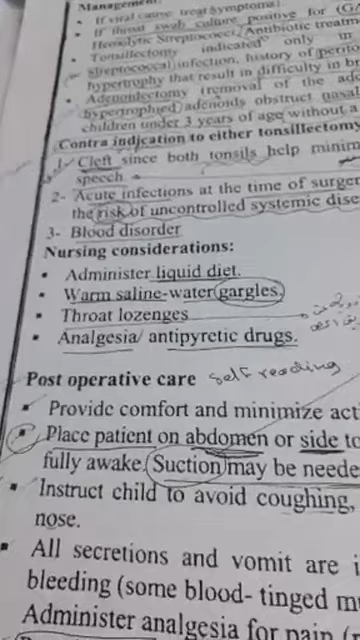 Management:
• If viral cause treat symptoma
• If throat swab culture positive for (GA
Hemolytic Streptococci) Antibiotic treatm
• Tonsillectomy indicated only in
streptococcal infection, history of perito
hypertrophy that result in difficulty in br
• Adenoidectomy (removal of the ade
hypertrophied adenoids obstruct nasal
children under 3 years of age without a
Contra indication to either tonsillectomy
1- Cleft since both tonsils help minim
speech
2- Acute infections at the time of surger
the risk of uncontrolled systemic dise
3- Blood disorder
Nursing considerations:
• Administer liquid diet.
• Warm saline-water gargles.
• Throat lozenges
• Analgesia/ antipyretic drugs.
Post operative care self reading
• Provide comfort and minimize acti
• Place patient on abdomen or side to
fully awake. Suction may be neede
• Instruct child to avoid coughing,
nose.
• All secretions and vomit are i
bleeding (some blood- tinged mu
Administer analgesia for pain (